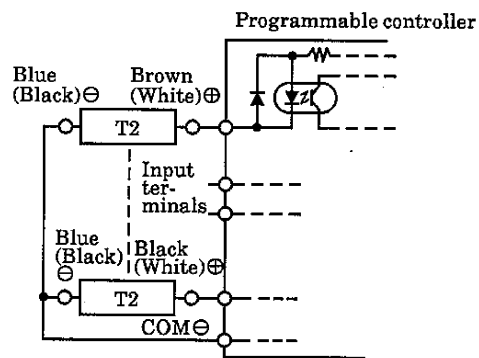 Programmable controller
Blue
(Black)⊖
Brown
(White)⊕
T2
Input
ter-
minals
Blue
(Black)
⊖
Black
(White)⊕
T2
COM⊖